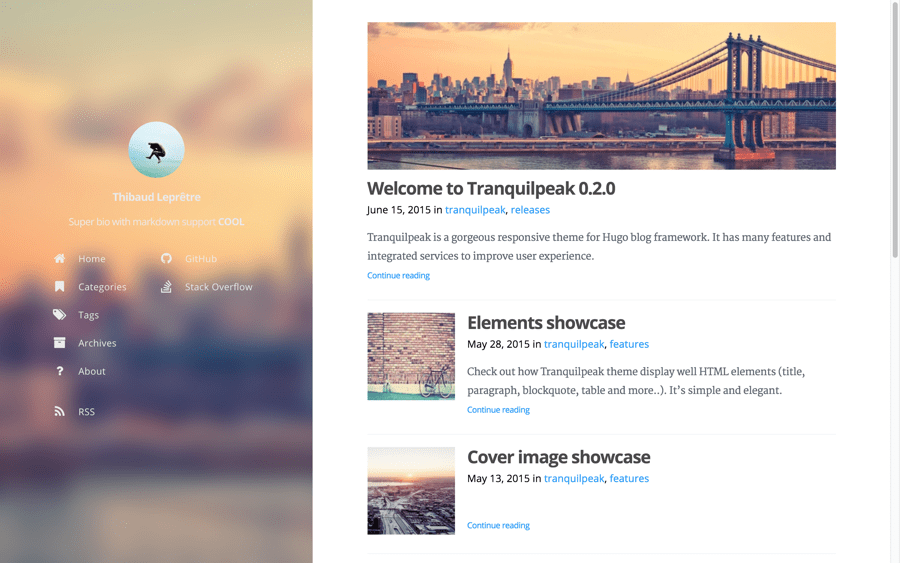 Thibaud Leprêtre
Super bio with markdown support COOL
Home
GitHub
Categories
Stack Overflow
Tags
Archives
About
RSS
Welcome to Tranquilpeak 0.2.0
June 15, 2015 in tranquilpeak, releases
Tranquilpeak is a gorgeous responsive theme for Hugo blog framework. It has many features and
integrated services to improve user experience.
Continue reading
Elements showcase
May 28, 2015 in tranquilpeak, features
Check out how Tranquilpeak theme display well HTML elements (title,
paragraph, blockquote, table and more..). It’s simple and elegant.
Continue reading
Cover image showcase
May 13, 2015 in tranquilpeak, features
Continue reading